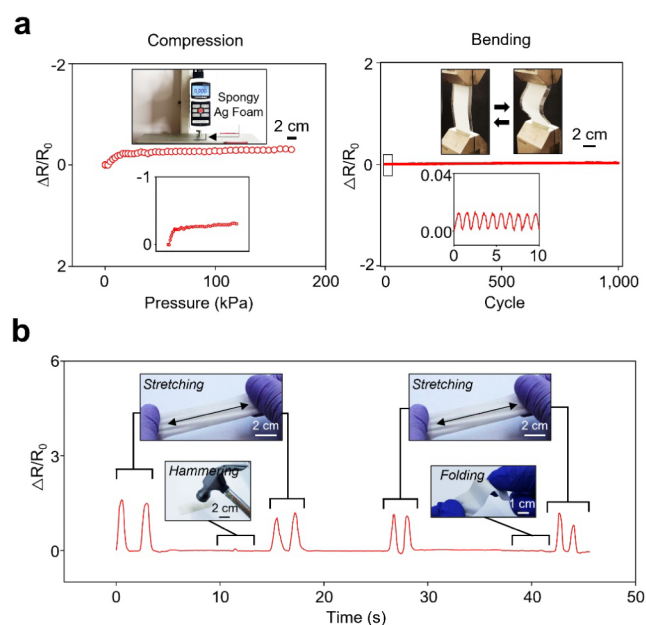 a
Compression
Bending
-2
0
2
ΔR/R0
Spongy
Ag Foam
2 cm
-1
0
0
100
200
Pressure (kPa)
2
0
-2
ΔR/R0
2 cm
0.04
0.00
0
5
10
0
500
1,000
Cycle
b
6
3
0
ΔR/R0
Stretching
2 cm
Stretching
2 cm
Hammering
2 cm
Folding
1 cm
0
10
20
30
40
50
Time (s)